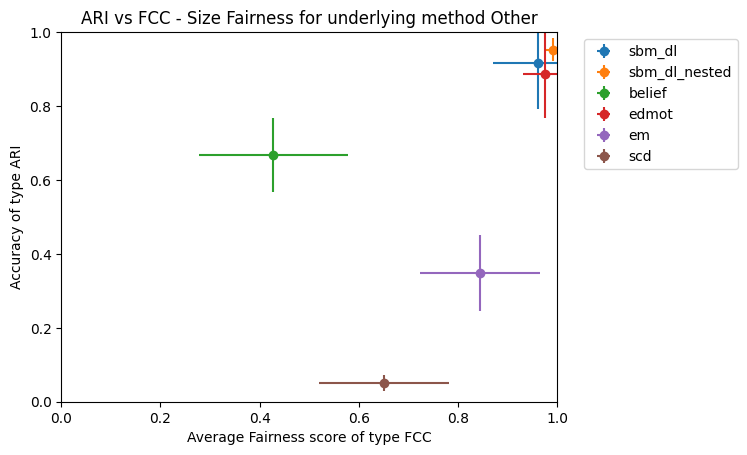 ARI vs FCC - Size Fairness for underlying method Other
1.0
0.8
0.6
0.4
0.2
0.0
Accuracy of type ARI
0.0 0.2 0.4 0.6 0.8 1.0
Average Fairness score of type FCC
sbm_dl
sbm_dl_nested
belief
edmot
em
scd